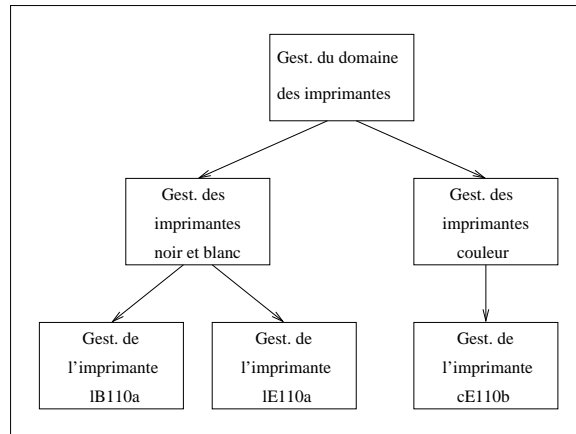 Gest. du domaine
des imprimantes
Gest. des
imprimantes
noir et blanc
Gest. des
imprimantes
couleur
Gest. de
l'imprimante
lB110a
Gest. de
l'imprimante
lE110a
Gest. de
l'imprimante
cE110b